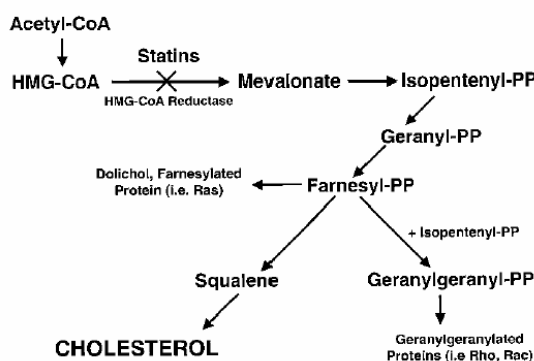 Acetyl-CoA
Statins
HMG-CoA
Mevalonate
Isopentenyl-PP
HMG-CoA Reductase
Geranyl-PP
Dolichol, Farnesylated
Protein (i.e. Ras)
Farnesyl-PP
+ Isopentenyl-PP
Squalene
Geranylgeranyl-PP
CHOLESTEROL
Geranylgeranylated
Proteins (i.e Rho, Rac)